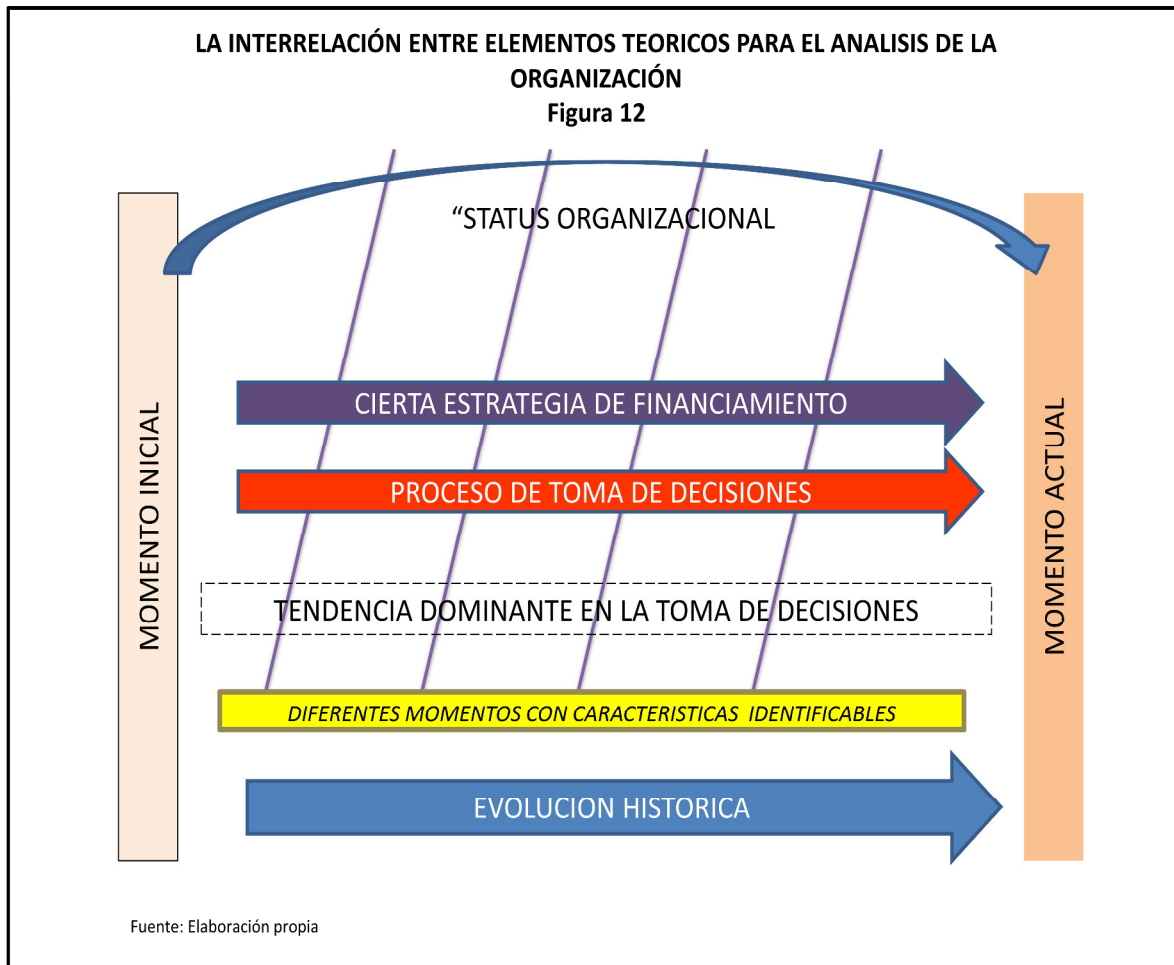 LA INTERRELACIÓN ENTRE ELEMENTOS TEORICOS PARA EL ANALISIS DE LA
ORGANIZACIÓN
Figura 12
“STATUS ORGANIZACIONAL
MOMENTO INICIAL
CIERTA ESTRATEGIA DE FINANCIAMIENTO
PROCESO DE TOMA DE DECISIONES
TENDENCIA DOMINANTE EN LA TOMA DE DECISIONES
DIFERENTES MOMENTOS CON CARACTERISTICAS IDENTIFICABLES
EVOLUCION HISTORICA
MOMENTO ACTUAL
Fuente: Elaboración propia